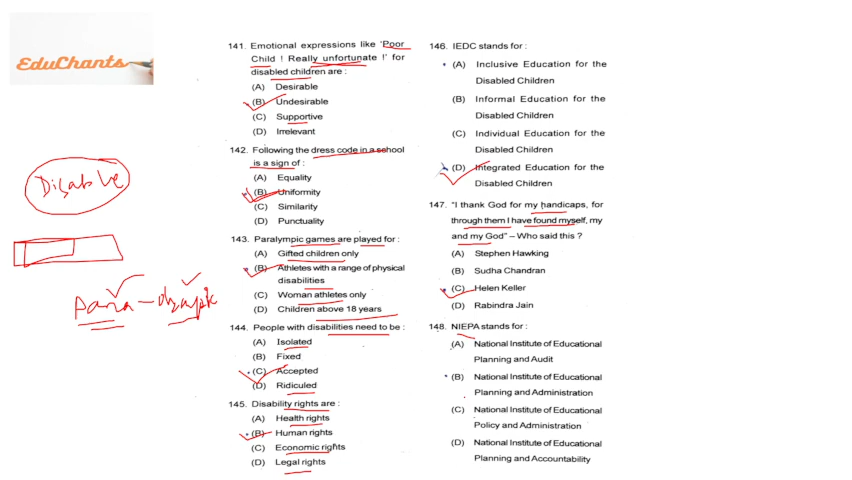 EduChants
Disable
Para - Olympic
141. Emotional expressions like 'Poor
Child ! Really unfortunate !' for
disabled children are :
(A) Desirable
(B) Undesirable
(C) Supportive
(D) Irrelevant
142. Following the dress code in a school
is a sign of :
(A) Equality
(B) Uniformity
(C) Similarity
(D) Punctuality
143. Paralympic games are played for :
(A) Gifted children only
(B) Athletes with a range of physical
disabilities
(C) Woman athletes only
(D) Children above 18 years
144. People with disabilities need to be :
(A) Isolated
(B) Fixed
(C) Accepted
(D) Ridiculed
145. Disability rights are :
(A) Health rights
(B) Human rights
(C) Economic rights
(D) Legal rights
146. IEDC stands for :
(A) Inclusive Education for the
Disabled Children
(B) Informal Education for the
Disabled Children
(C) Individual Education for the
Disabled Children
(D) Integrated Education for the
Disabled Children
147. "I thank God for my handicaps, for
through them I have found myself, my
and my God" – Who said this ?
(A) Stephen Hawking
(B) Sudha Chandran
(C) Helen Keller
(D) Rabindra Jain
148. NIEPA stands for :
(A) National Institute of Educational
Planning and Audit
(B) National Institute of Educational
Planning and Administration
(C) National Institute of Educational
Policy and Administration
(D) National Institute of Educational
Planning and Accountability